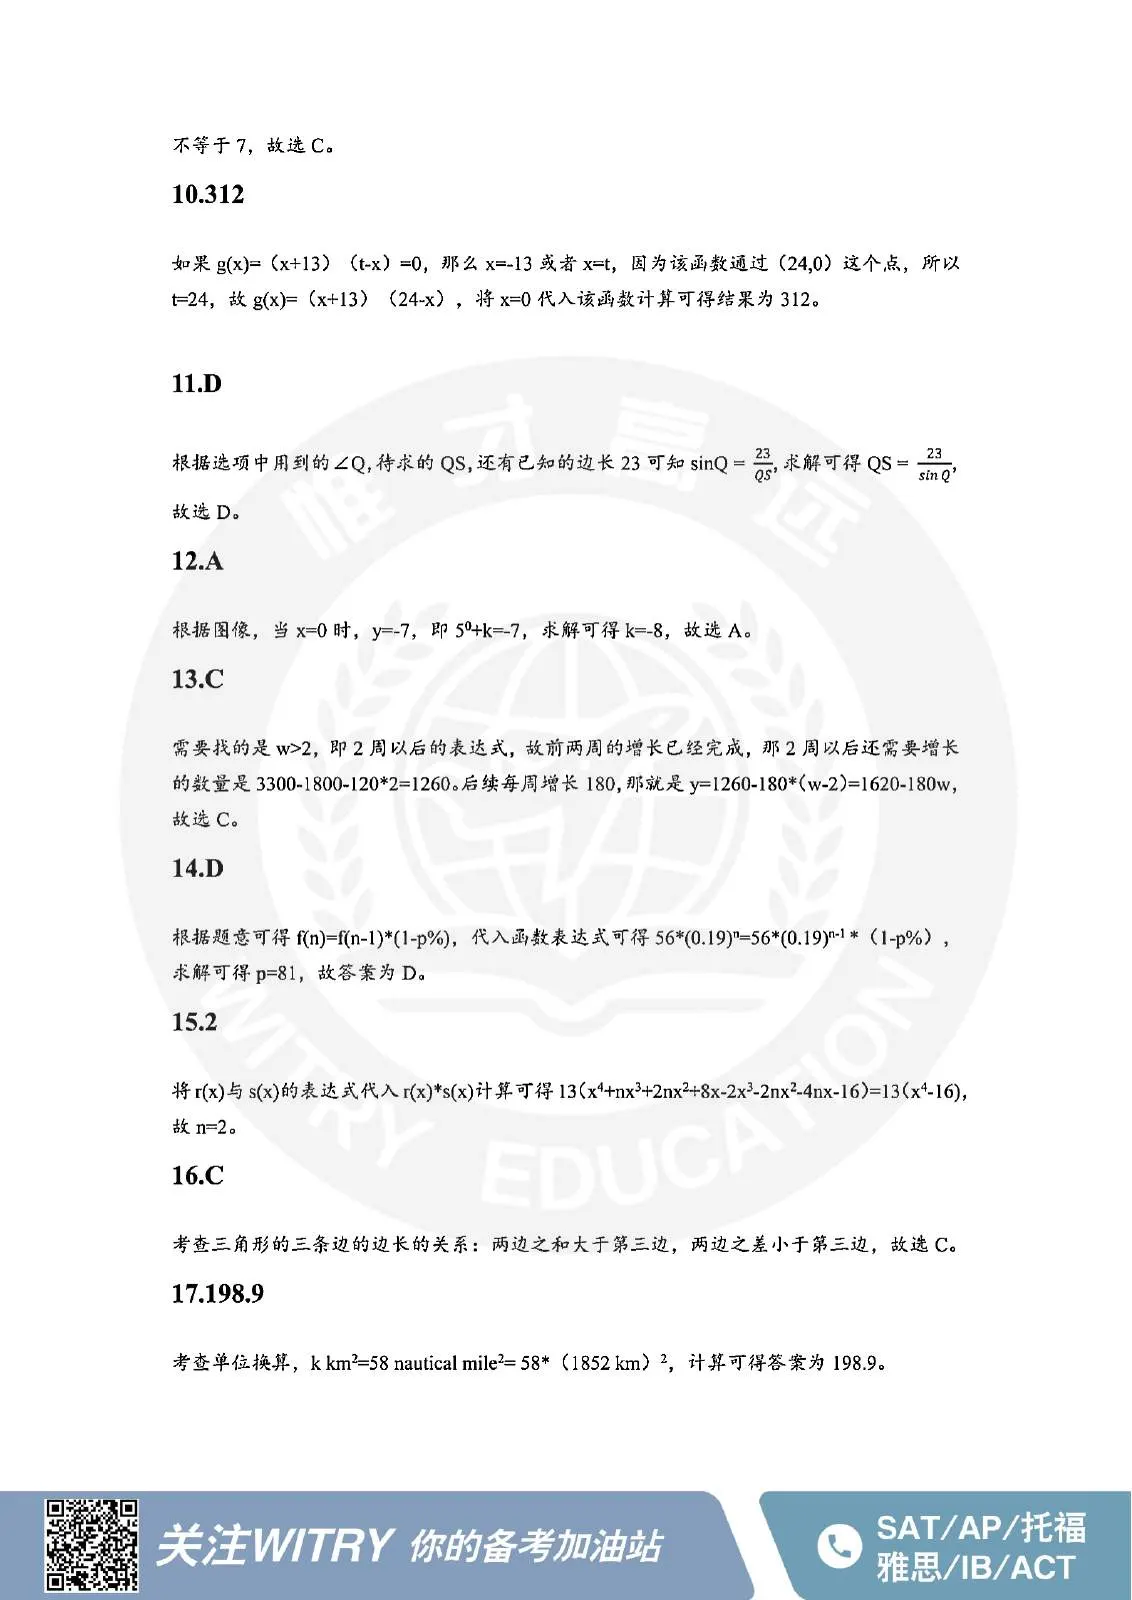 不等于 7，故选 C。
10.312
如果 g(x)=（x+13）（t-x）=0，那么 x=-13 或者 x=t，因为该函数通过（24,0）这个点，所以
t=24，故 g(x)=（x+13）（24-x），将 x=0 代入该函数计算可得结果为 312。
11.D
根据选项中用到的∠Q,待求的 QS,还有已知的边长 23 可知 sinQ = 23/QS,求解可得 QS = 23/sin Q,
故选 D。
12.A
根据图像，当 x=0 时，y=-7，即 5⁰+k=-7，求解可得 k=-8，故选 A。
13.C
需要找的是 w>2，即 2 周以后的表达式，故前两周的增长已经完成，那 2 周以后还需要增长
的数量是 3300-1800-120*2=1260。后续每周增长 180，那就是 y=1260-180*（w-2）=1620-180w，
故选 C。
14.D
根据题意可得 f(n)=f(n-1)*(1-p%)，代入函数表达式可得 56*(0.19)ⁿ=56*(0.19)ⁿ⁻¹ *（1-p%），
求解可得 p=81，故答案为 D。
15.2
将 r(x)与 s(x)的表达式代入 r(x)*s(x)计算可得 13（x⁴+nx³+2nx²+8x-2x³-2nx²-4nx-16）=13（x⁴-16），
故 n=2。
16.C
考查三角形的三条边的边长的关系：两边之和大于第三边，两边之差小于第三边，故选 C。
17.198.9
考查单位换算，k km²=58 nautical mile²= 58*（1852 km）²，计算可得答案为 198.9。
惟才高远
WITRY EDUCATION
关注WITRY 你的备考加油站
SAT/AP/托福
雅思/IB/ACT